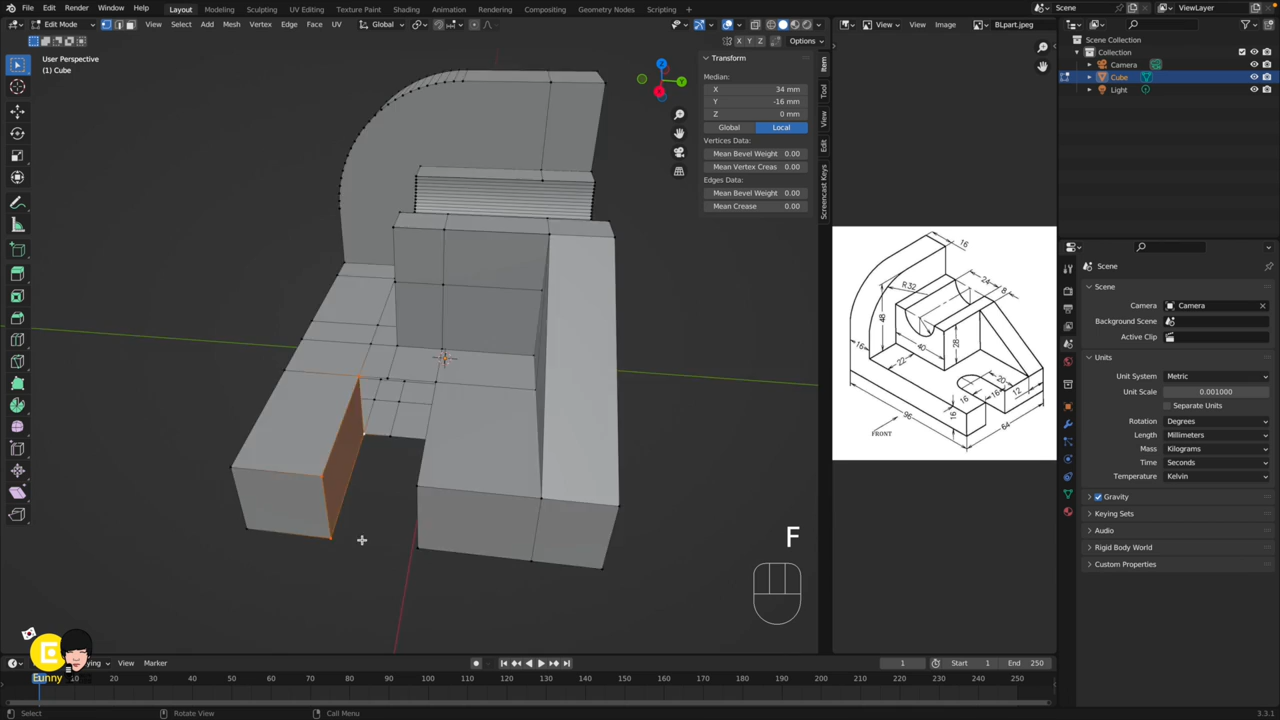 File Edit Render Window Help Layout Modeling Sculpting UV Editing Texture Paint Shading Animation Rendering Compositing Geometry Nodes Scripting Scene ViewLayer
Edit Mode View Select Add Mesh Vertex Edge Face UV Global View View Image BLpart.jpeg
X Y Z Options
User Perspective
(1) Cube
Transform
Median:
X 34 mm
Y -16 mm
Z 0 mm
Global Local
Vertices Data:
Mean Bevel Weight 0.00
Mean Vertex Creas 0.00
Edges Data:
Mean Bevel Weight 0.00
Mean Crease 0.00
Item
Tool
View
Edit
Screencast Keys
Z
Y
X
Scene Collection
Collection
Camera
Cube
Light
16
24
8
R32
48
40
28
16
22
20
16
16
12
16
96
64
FRONT
Scene
Scene
Camera Camera
Background Scene
Active Clip
Units
Unit System Metric
Unit Scale 0.001000
Separate Units
Rotation Degrees
Length Millimeters
Mass Kilograms
Time Seconds
Temperature Kelvin
Gravity
Keying Sets
Audio
Rigid Body World
Custom Properties
F
Eunny
View Marker
1 Start 1 End 250
10 20 30 40 50 60 70 80 90 100 110 120 130 140 150 160 170 180 190 200 210 220 230 240 250
Select Rotate View Call Menu 3.3.1